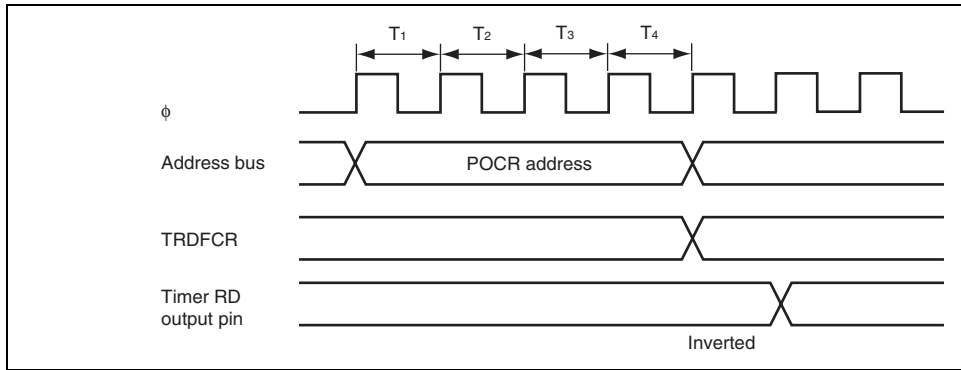 T1 T2 T3 T4
φ
Address bus POCR address
TRDFCR
Timer RD
output pin
Inverted